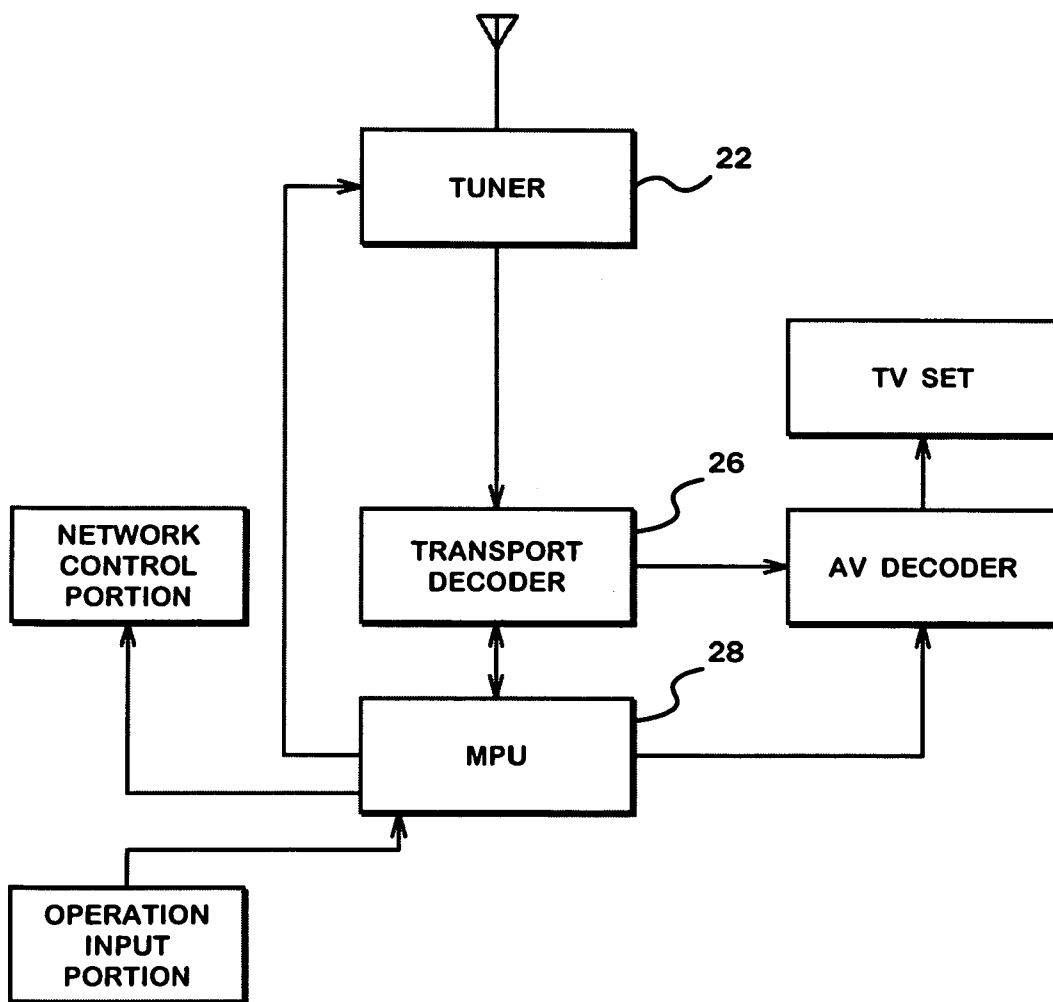 TUNER
22
TV SET
26
NETWORK
CONTROL
PORTION
TRANSPORT
DECODER
AV DECODER
28
MPU
OPERATION
INPUT
PORTION